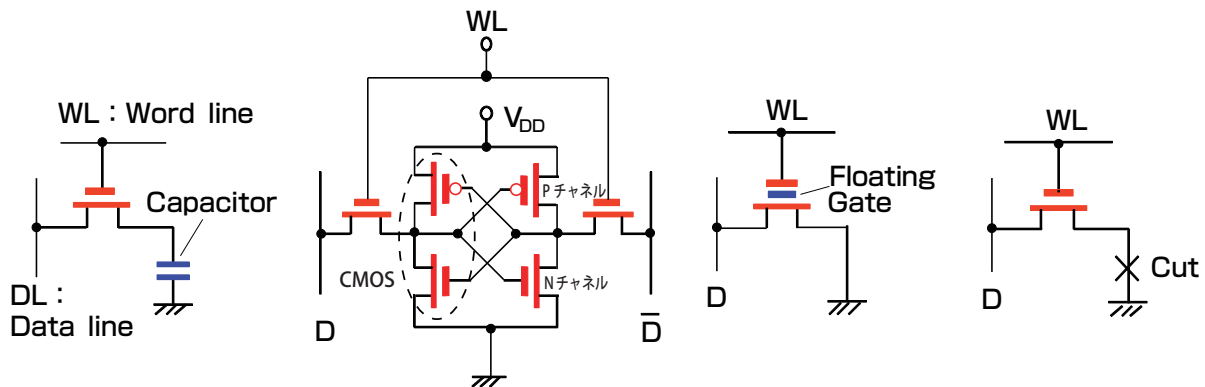 WL：Word line
Capacitor
DL：
Data line
WL
VDD
Pチャネル
CMOS
Nチャネル
D
D̅
WL
Floating
Gate
D
WL
Cut
D